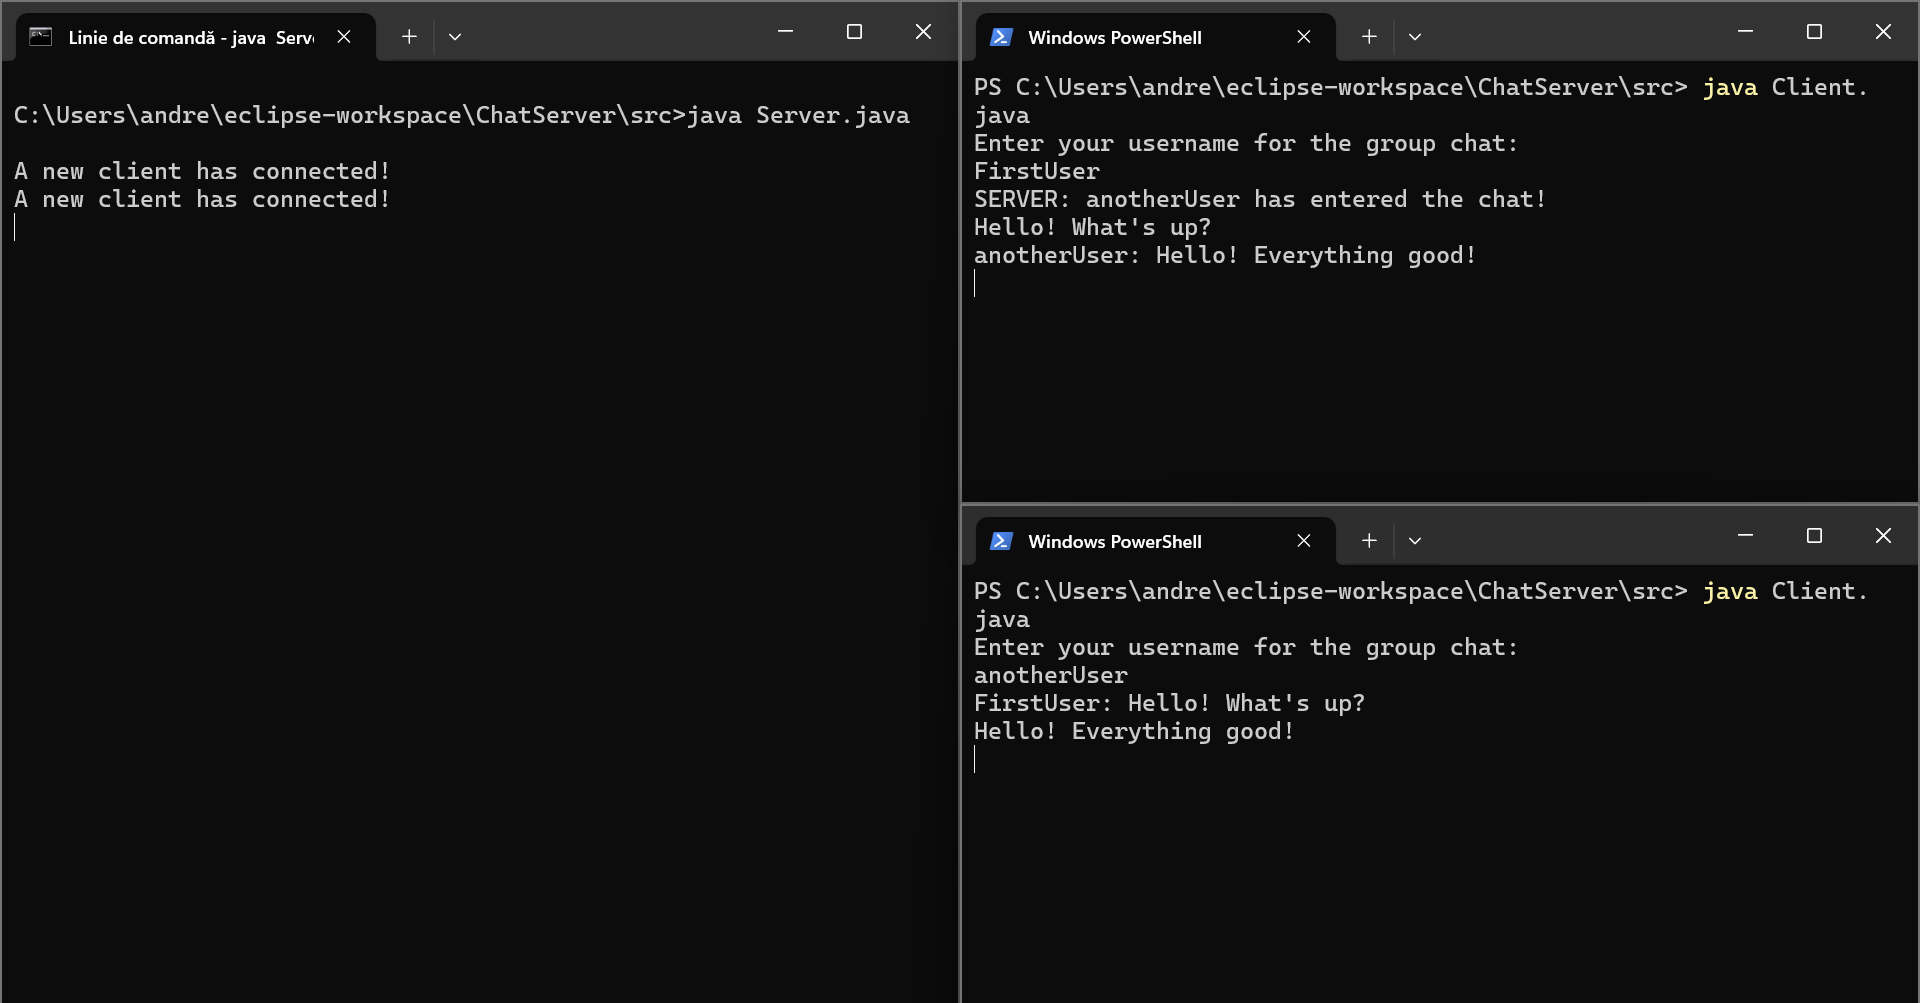 Linie de comandă - java Serv
C:\Users\andre\eclipse-workspace\ChatServer\src>java Server.java
A new client has connected!
A new client has connected!
Windows PowerShell
PS C:\Users\andre\eclipse-workspace\ChatServer\src> java Client.
java
Enter your username for the group chat:
FirstUser
SERVER: anotherUser has entered the chat!
Hello! What's up?
anotherUser: Hello! Everything good!
Windows PowerShell
PS C:\Users\andre\eclipse-workspace\ChatServer\src> java Client.
java
Enter your username for the group chat:
anotherUser
FirstUser: Hello! What's up?
Hello! Everything good!